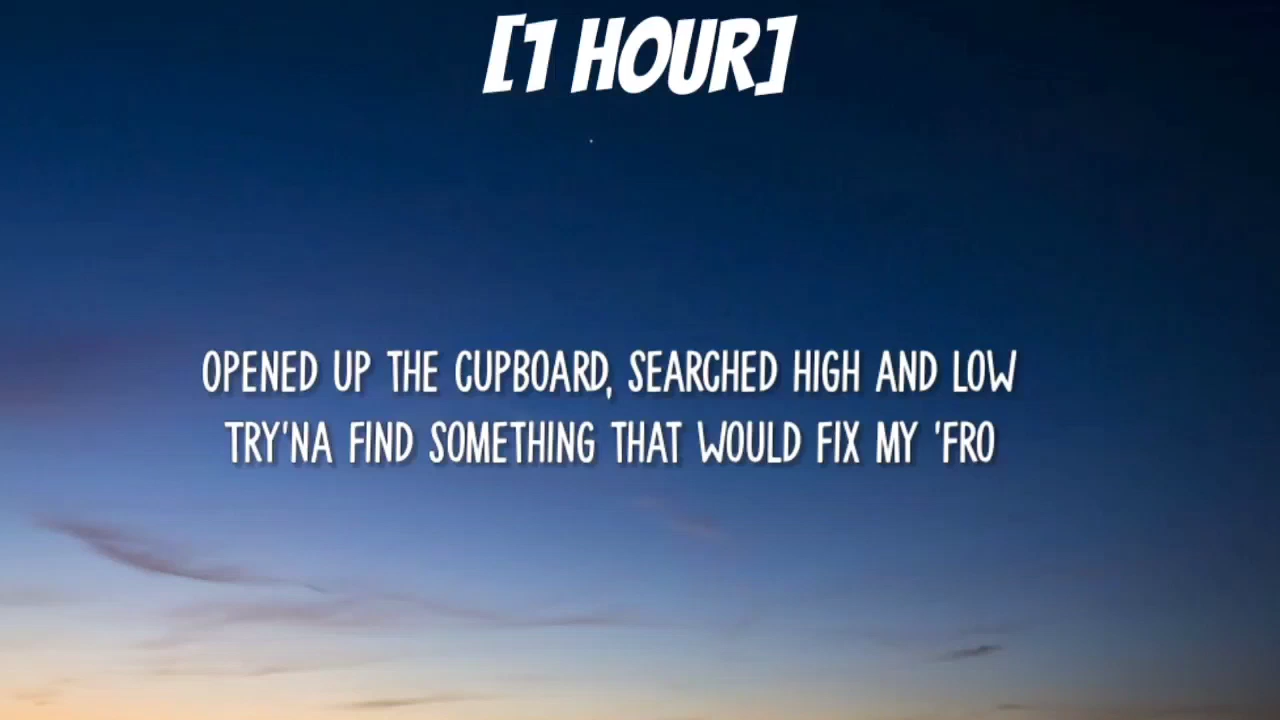 [1 HOUR]
OPENED UP THE CUPBOARD, SEARCHED HIGH AND LOW
TRY'NA FIND SOMETHING THAT WOULD FIX MY 'FRO